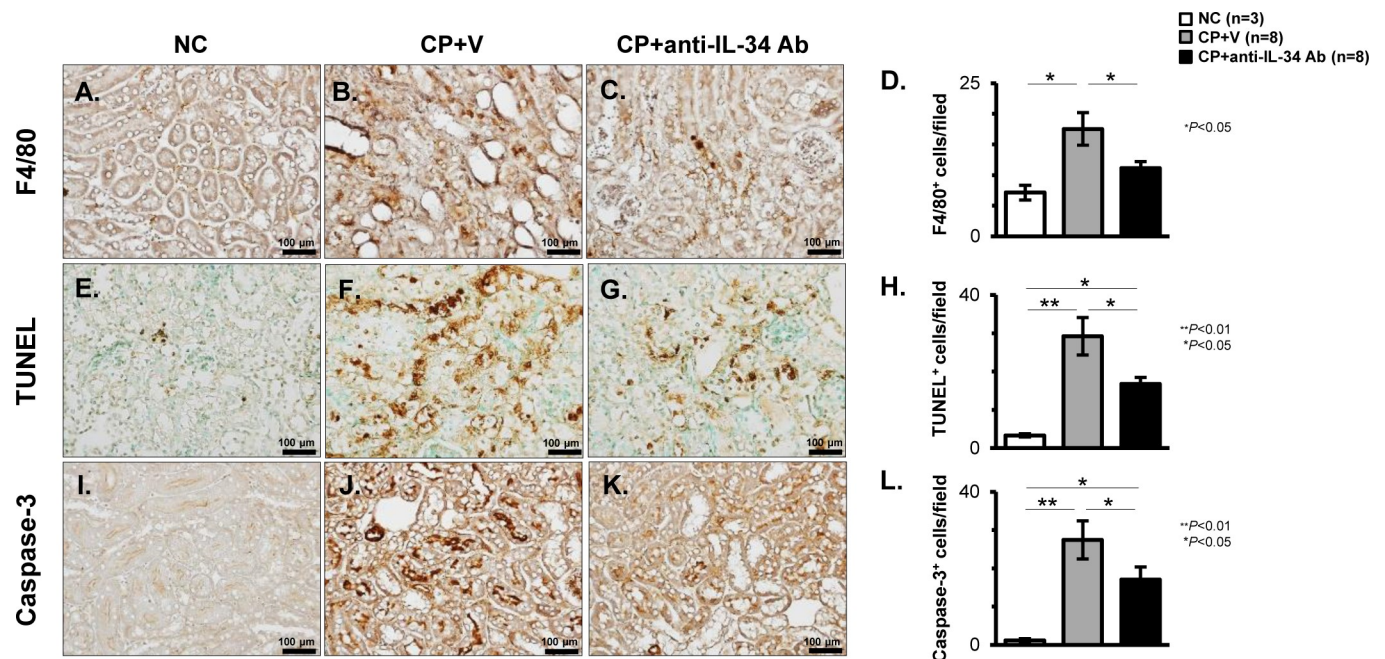 NC (n=3)
CP+V (n=8)
CP+anti-IL-34 Ab (n=8)
NC
CP+V
CP+anti-IL-34 Ab
F4/80
A.
100 μm
B.
100 μm
C.
100 μm
D.
F4/80+ cells/filed
25
0
*
*
*P<0.05
TUNEL
E.
100 μm
F.
100 μm
G.
100 μm
H.
TUNEL+ cells/field
40
0
*
**
*
**P<0.01
*P<0.05
Caspase-3
I.
100 μm
J.
100 μm
K.
100 μm
L.
Caspase-3+ cells/field
40
0
*
**
*
**P<0.01
*P<0.05